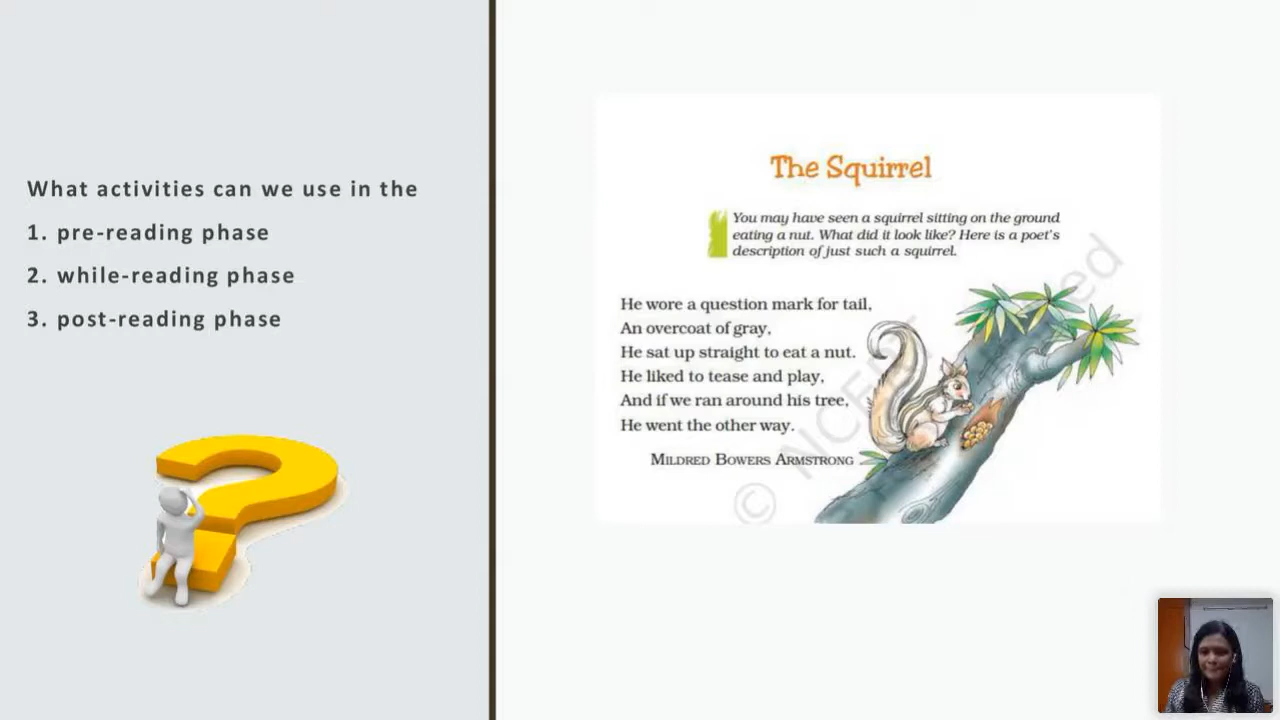 What activities can we use in the
1. pre-reading phase
2. while-reading phase
3. post-reading phase
The Squirrel
You may have seen a squirrel sitting on the ground
eating a nut. What did it look like? Here is a poet's
description of just such a squirrel.
He wore a question mark for tail,
An overcoat of gray,
He sat up straight to eat a nut.
He liked to tease and play,
And if we ran around his tree,
He went the other way.
MILDRED BOWERS ARMSTRONG
© NCERT